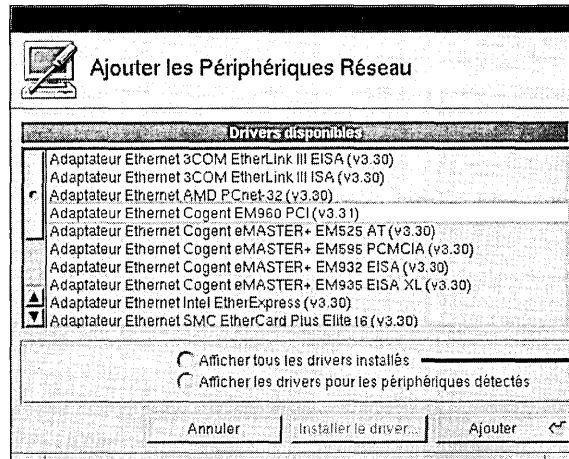 Ajouter les Périphériques Réseau
Drivers disponibles
Adaptateur Ethernet 3COM EtherLink III EISA (v3.30)
Adaptateur Ethernet 3COM EtherLink III ISA (v3.30)
Adaptateur Ethernet AMD PCnet-32 (v3.30)
Adaptateur Ethernet Cogent EM960 PCI (v3.31)
Adaptateur Ethernet Cogent eMASTER+ EM525 AT (v3.30)
Adaptateur Ethernet Cogent eMASTER+ EM595 PCMCIA (v3.30)
Adaptateur Ethernet Cogent eMASTER+ EM932 EISA (v3.30)
Adaptateur Ethernet Cogent eMASTER+ EM935 EISA XL (v3.30)
Adaptateur Ethernet Intel EtherExpress (v3.30)
Adaptateur Ethernet SMC EtherCard Plus Elite 16 (v3.30)
Afficher tous les drivers installés
Afficher les drivers pour les périphériques détectés
Annuler Installer le driver... Ajouter